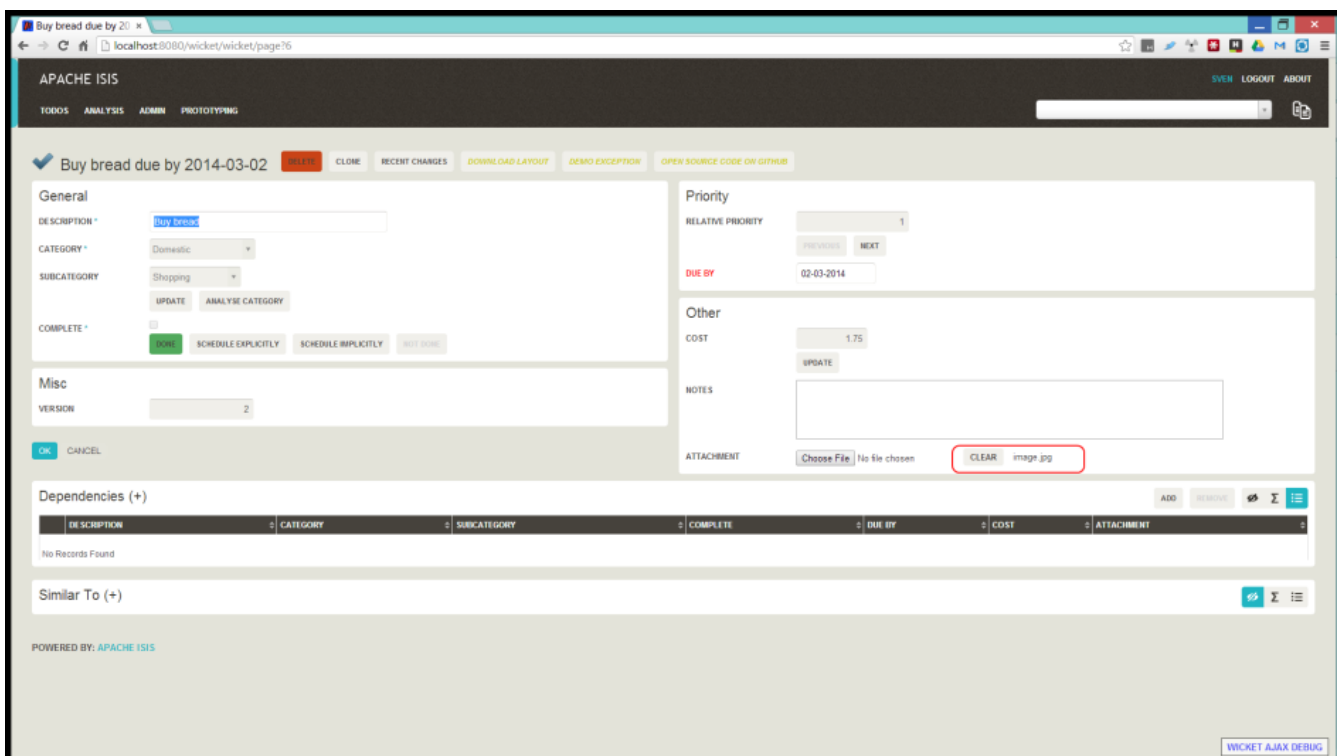 Buy bread due by 20
localhost:8080/wicket/wicket/page?6
APACHE ISIS
SVEN LOGOUT ABOUT
TODOS ANALYSIS ADMIN PROTOTYPING
Buy bread due by 2014-03-02 DELETE CLONE RECENT CHANGES DOWNLOAD LAYOUT DEMO EXCEPTION OPEN SOURCE CODE ON GITHUB
General
DESCRIPTION * Buy bread
CATEGORY * Domestic
SUBCATEGORY Shopping
UPDATE ANALYSE CATEGORY
COMPLETE *
DONE SCHEDULE EXPLICITLY SCHEDULE IMPLICITLY NOT DONE
Misc
VERSION 2
OK CANCEL
Priority
RELATIVE PRIORITY 1
PREVIOUS NEXT
DUE BY 02-03-2014
Other
COST 1.75
UPDATE
NOTES
ATTACHMENT Choose File No file chosen CLEAR image.jpg
Dependencies (+) ADD REMOVE Σ
DESCRIPTION CATEGORY SUBCATEGORY COMPLETE DUE BY COST ATTACHMENT
No Records Found
Similar To (+) Σ
POWERED BY: APACHE ISIS
WICKET AJAX DEBUG